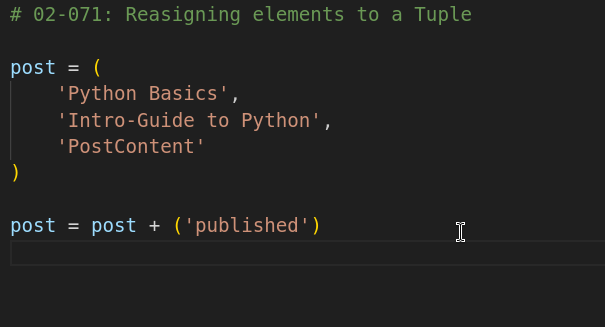 # 02-071: Reasigning elements to a Tuple
post = (
    'Python Basics',
    'Intro-Guide to Python',
    'PostContent'
)
post = post + ('published')